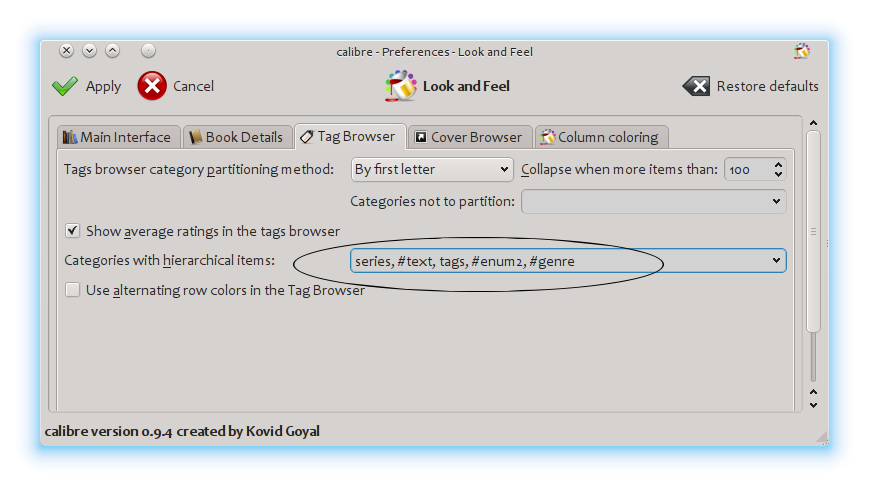 calibre - Preferences - Look and Feel
Apply Cancel Look and Feel Restore defaults
Main Interface Book Details Tag Browser Cover Browser Column coloring
Tags browser category partitioning method: By first letter Collapse when more items than: 100
Categories not to partition:
Show average ratings in the tags browser
Categories with hierarchical items: series, #text, tags, #enum2, #genre
Use alternating row colors in the Tag Browser
calibre version 0.9.4 created by Kovid Goyal